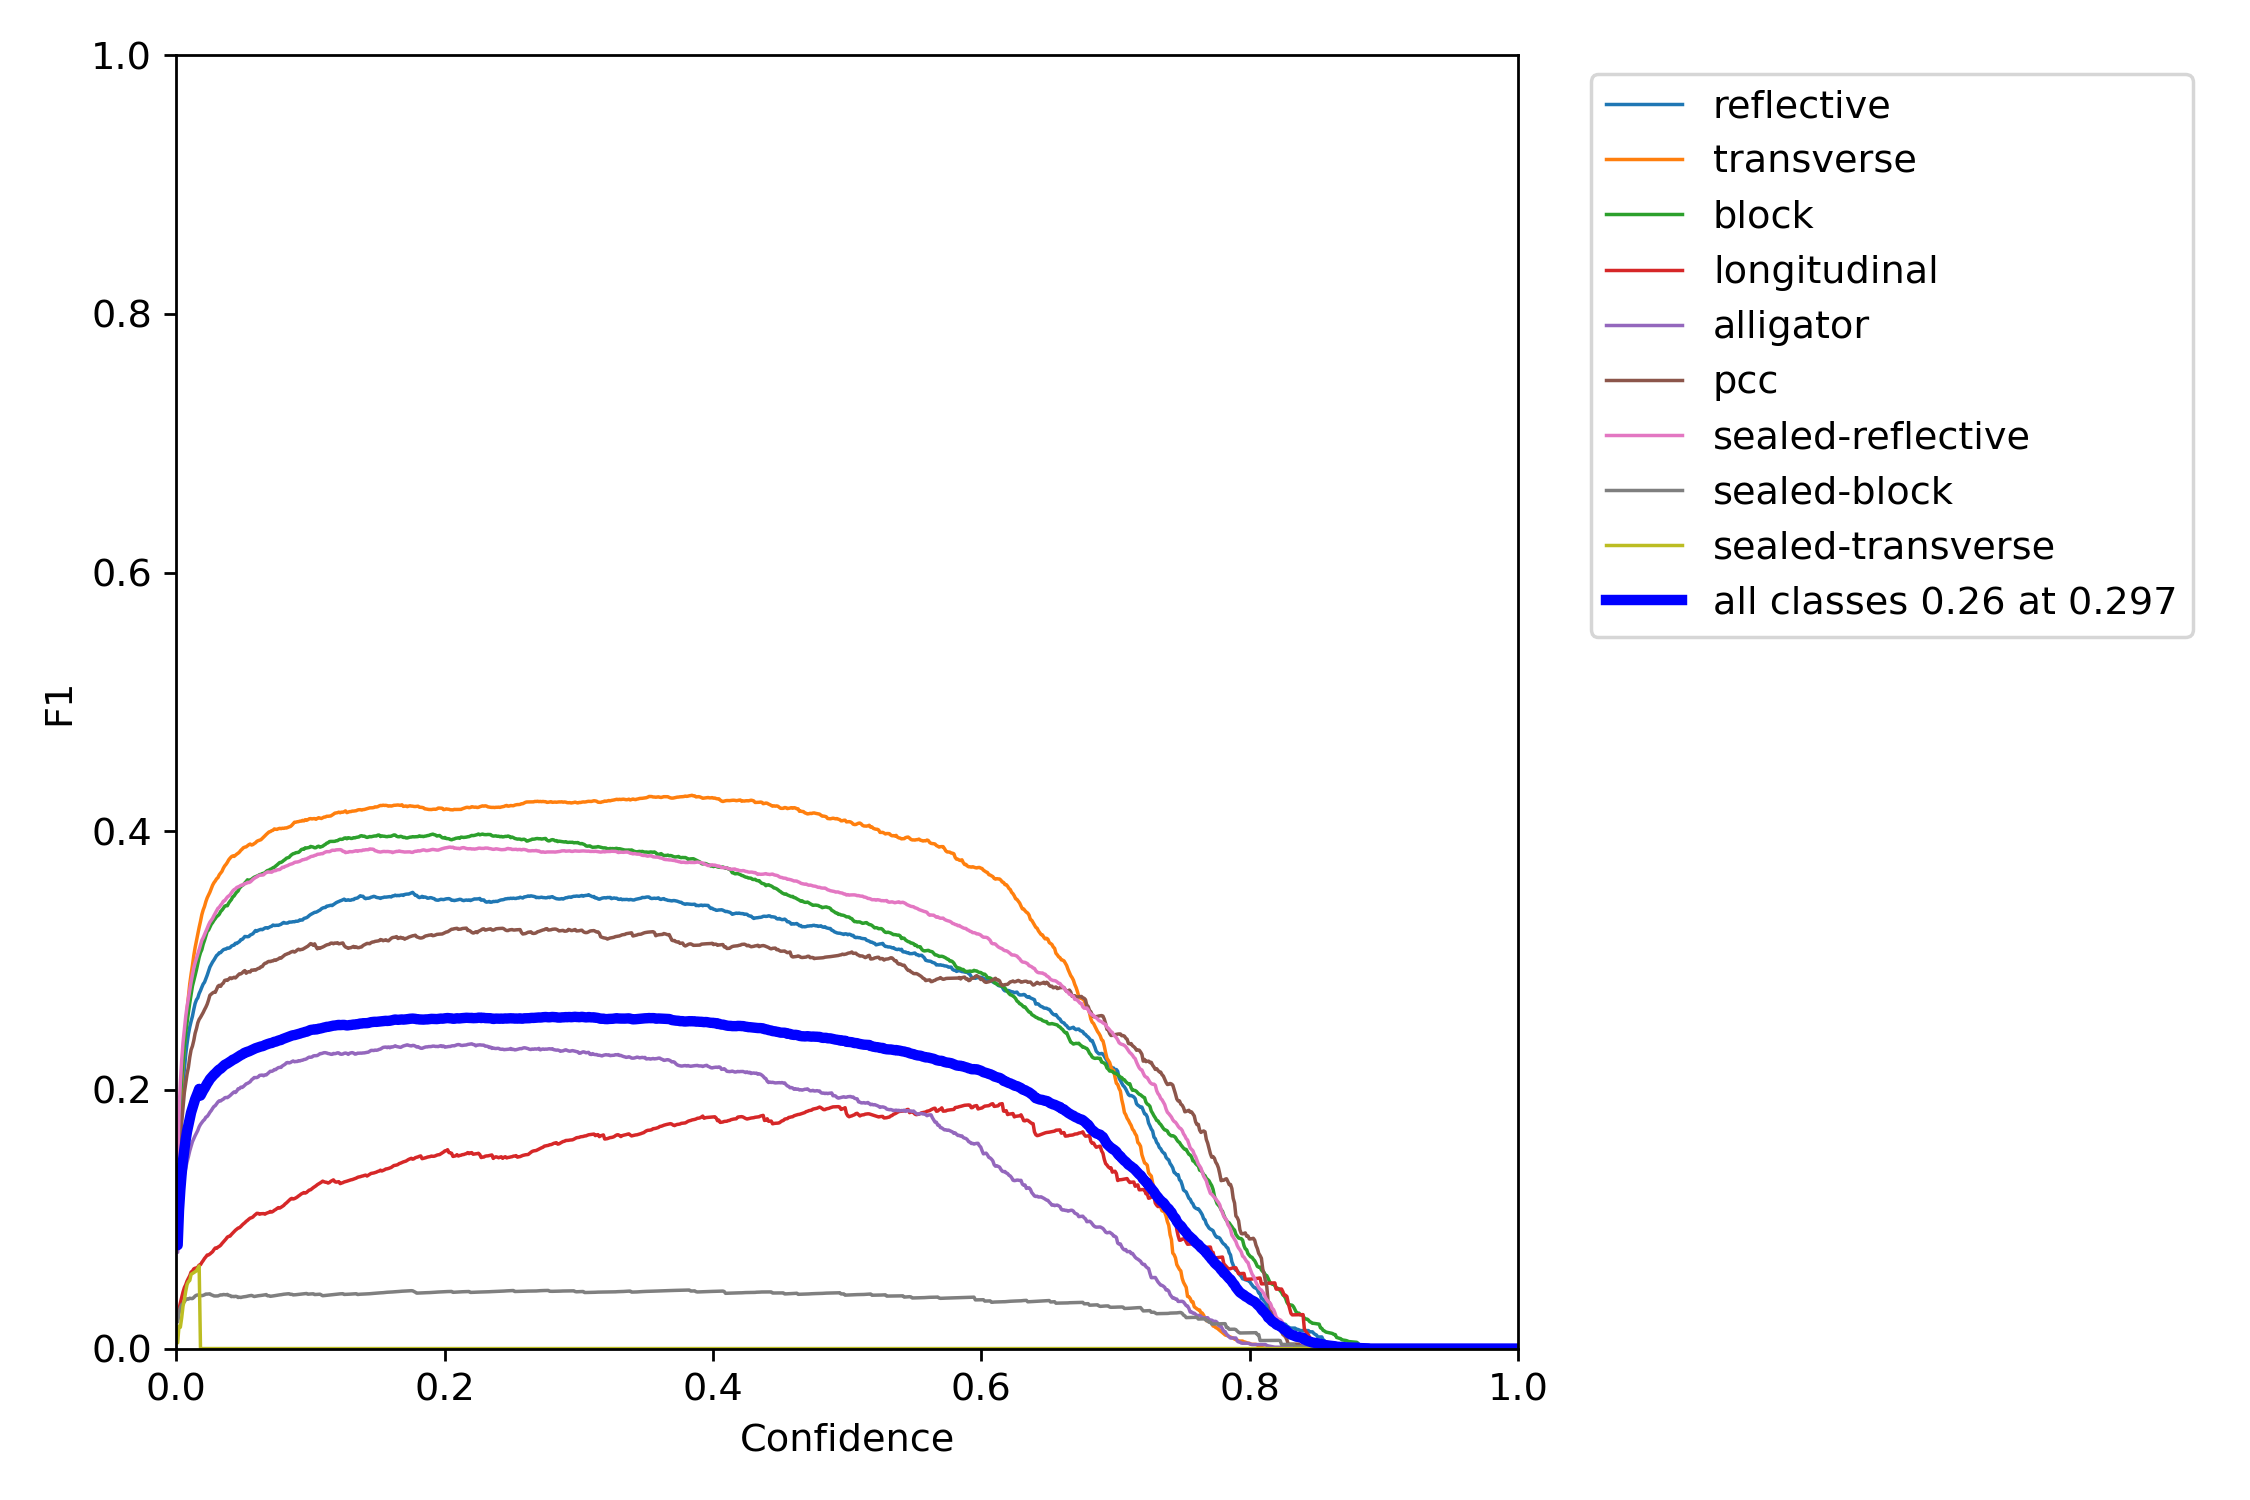 1.0
0.8
0.6
0.4
0.2
0.0
F1
0.0 0.2 0.4 0.6 0.8 1.0
Confidence
reflective
transverse
block
longitudinal
alligator
pcc
sealed-reflective
sealed-block
sealed-transverse
all classes 0.26 at 0.297